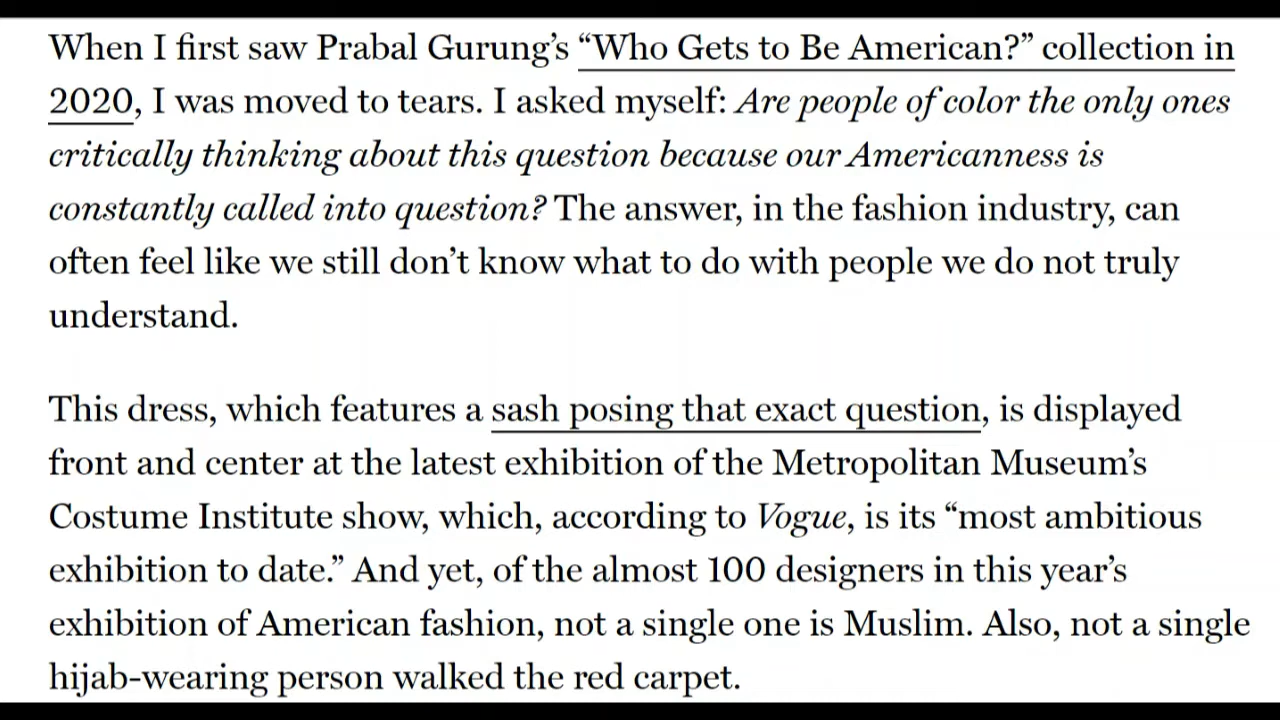 When I first saw Prabal Gurung’s “Who Gets to Be American?” collection in
2020, I was moved to tears. I asked myself: Are people of color the only ones
critically thinking about this question because our Americanness is
constantly called into question? The answer, in the fashion industry, can
often feel like we still don’t know what to do with people we do not truly
understand.
This dress, which features a sash posing that exact question, is displayed
front and center at the latest exhibition of the Metropolitan Museum’s
Costume Institute show, which, according to Vogue, is its “most ambitious
exhibition to date.” And yet, of the almost 100 designers in this year’s
exhibition of American fashion, not a single one is Muslim. Also, not a single
hijab-wearing person walked the red carpet.